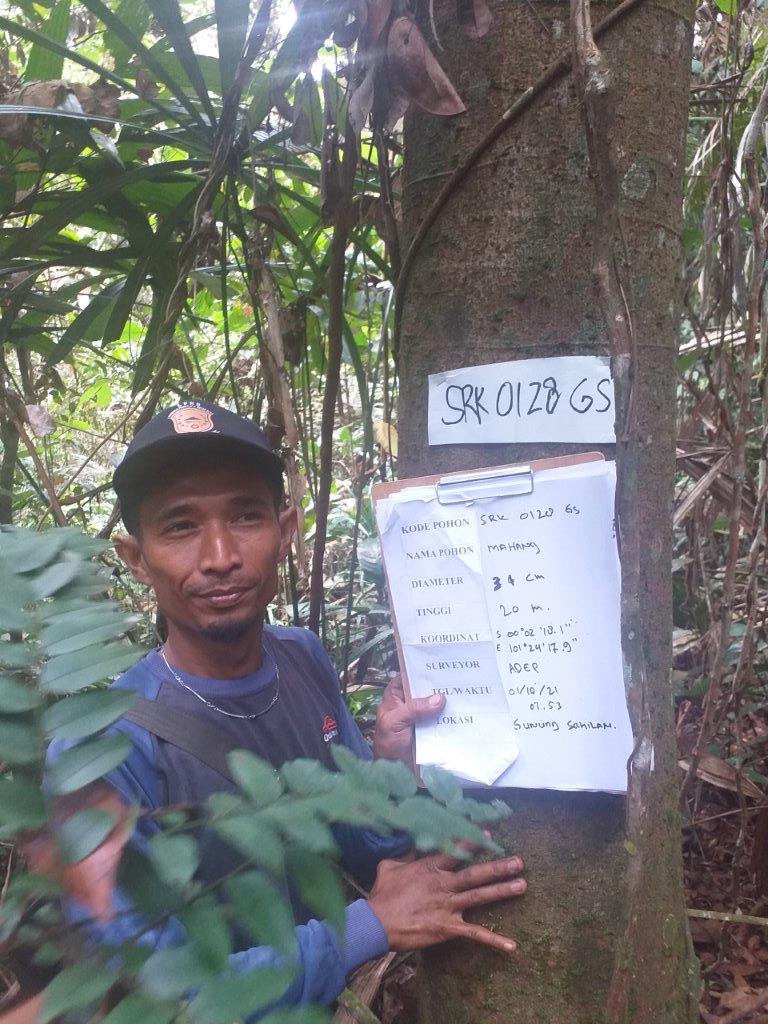 SRK 0128 GS
KODE POHON SRK 0128 GS
NAMA POHON MAHANG
DIAMETER 34 cm
TINGGI 20 m.
KOORDINAT S 00°02'18.1"
E 101°24'17.9"
SURVEYOR ADEP
TGL/WAKTU 01/10/21
07.53
LOKASI GUNUNG SAHILAN.